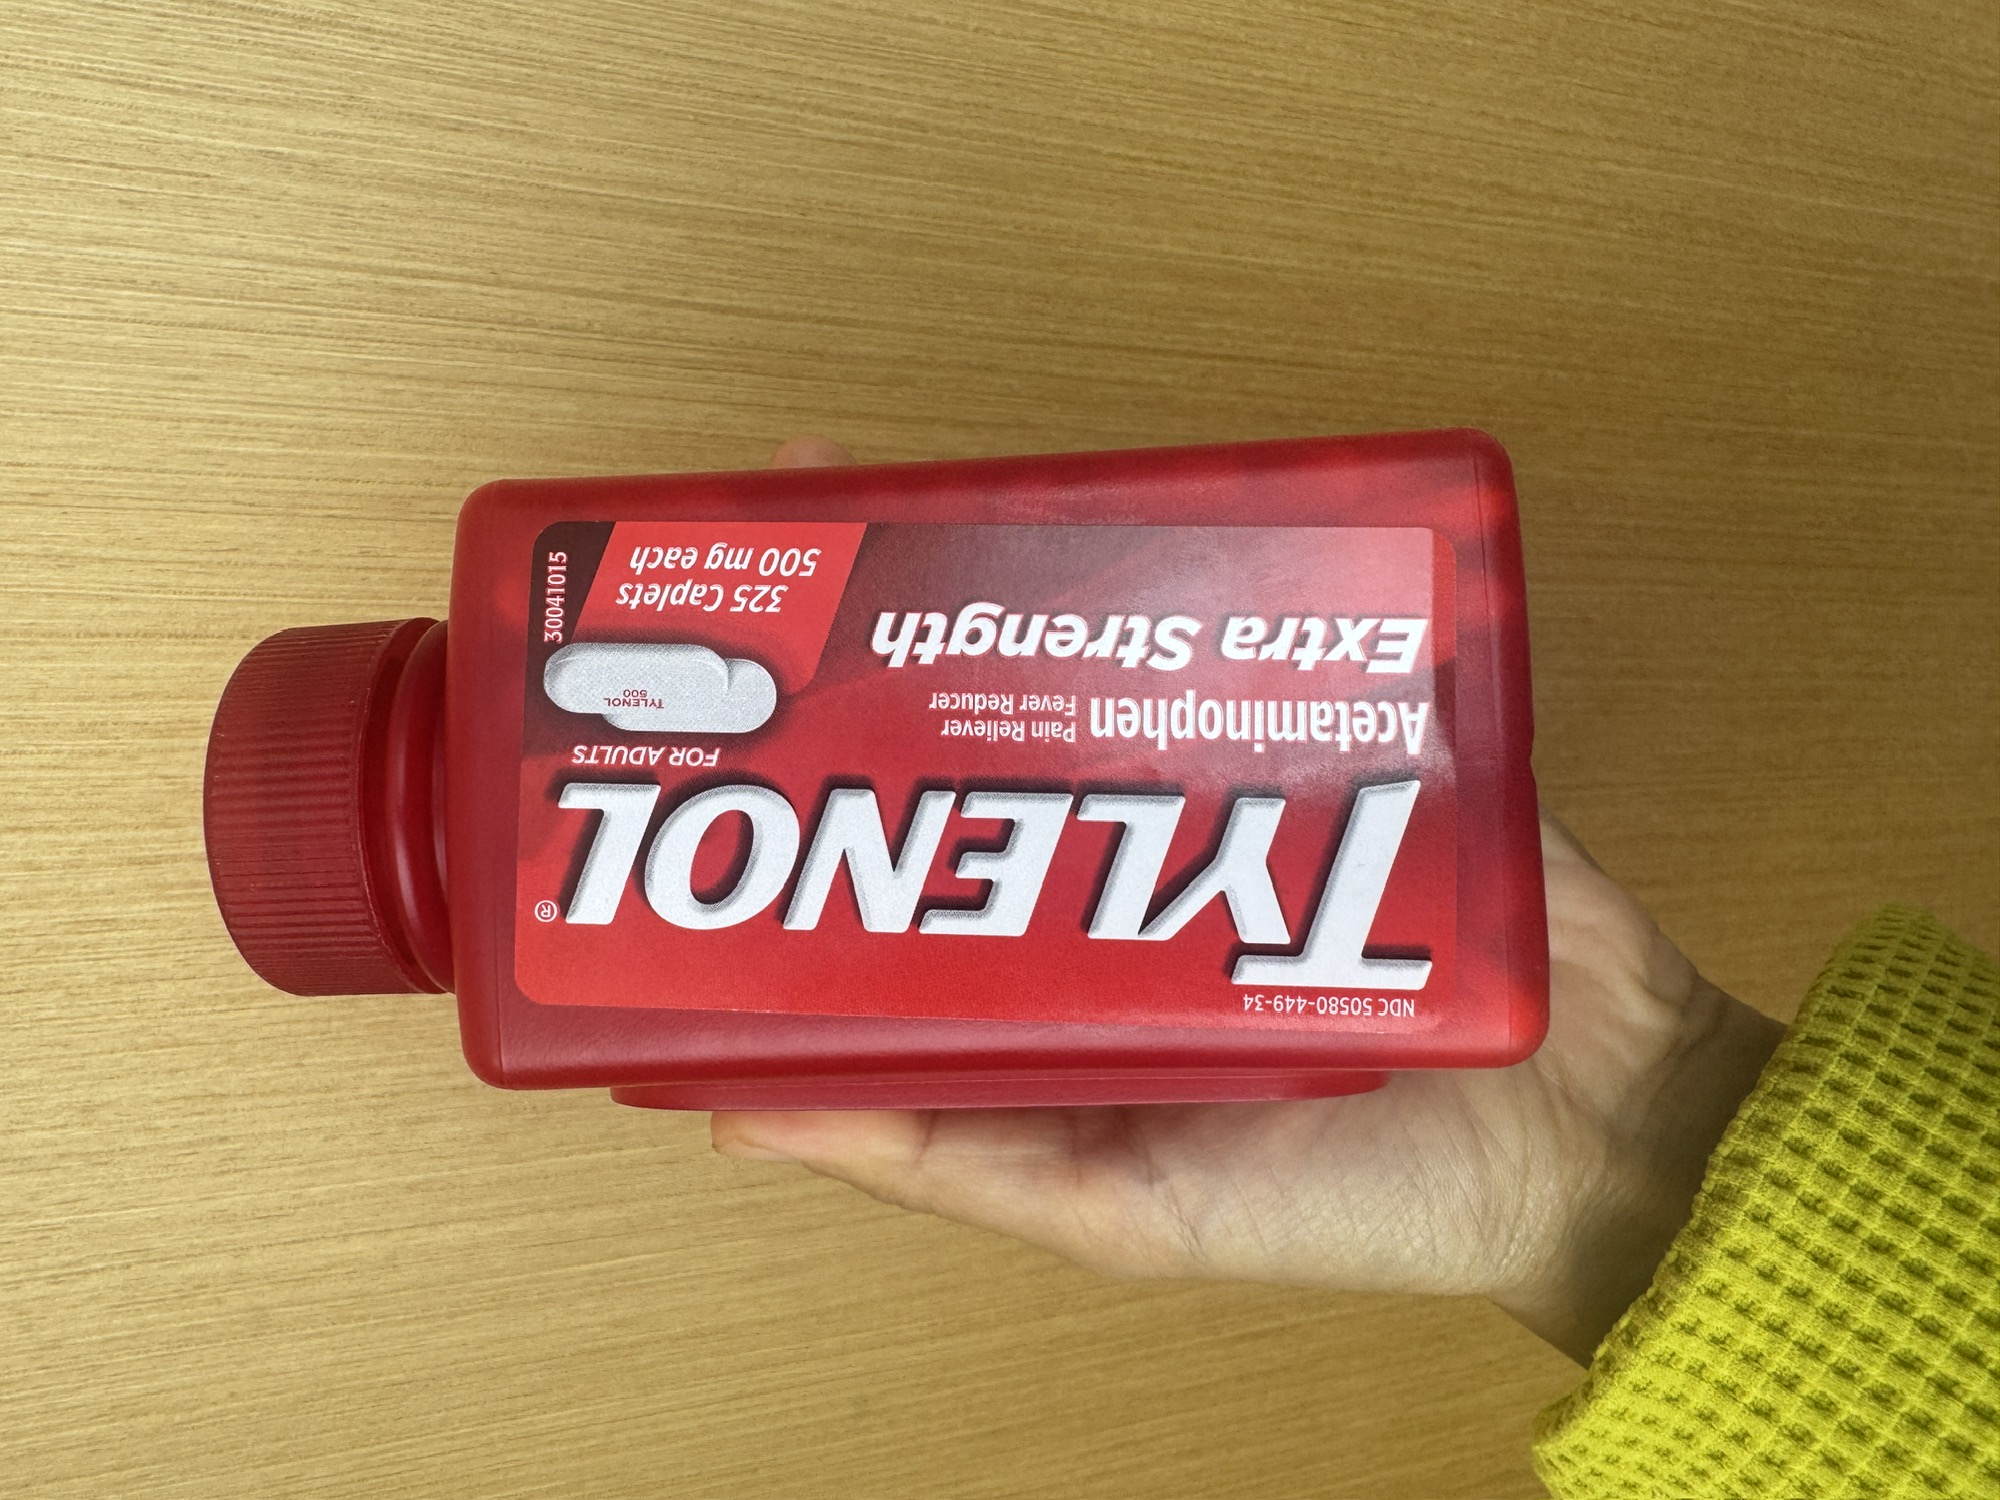 NDC 50580-449-34
TYLENOL®
FOR ADULTS
Acetaminophen
Pain Reliever
Fever Reducer
Extra Strength
TYLENOL
500
325 Caplets
500 mg each
30041015